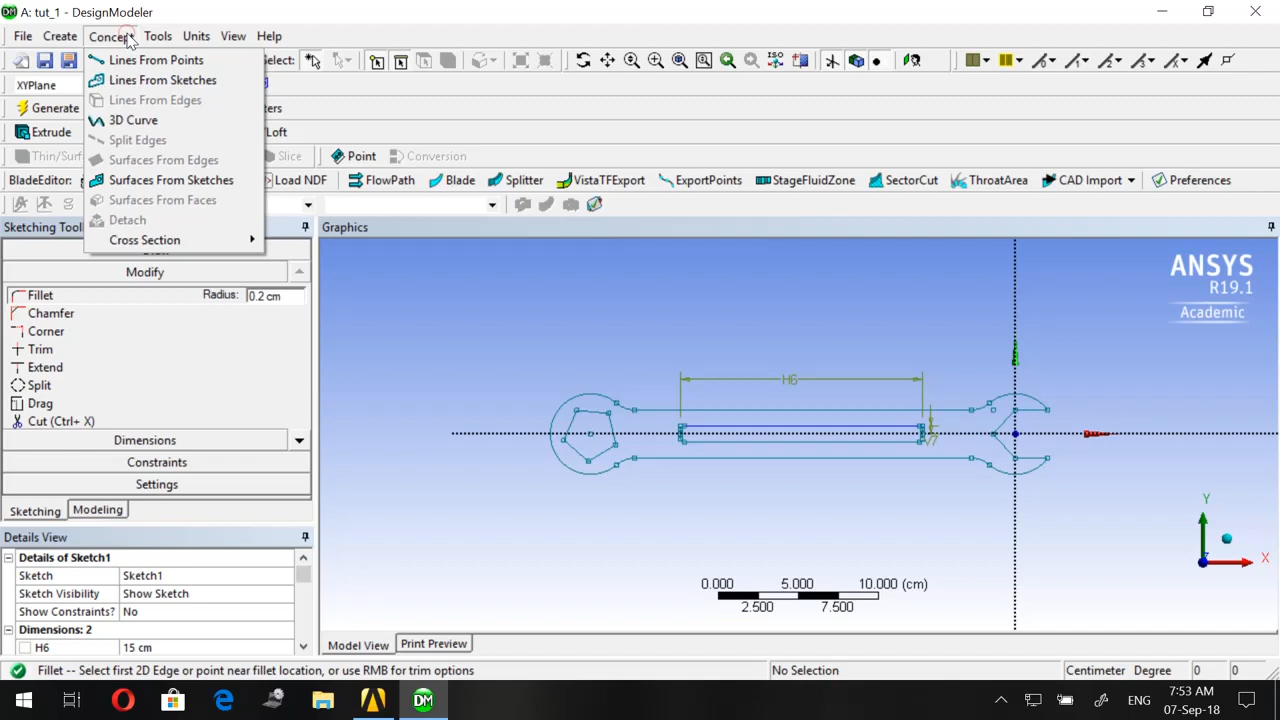 A: tut_1 - DesignModeler
File Create Concept Tools Units View Help
Lines From Points
Lines From Sketches
Lines From Edges
3D Curve
Split Edges
Surfaces From Edges
Surfaces From Sketches
Surfaces From Faces
Detach
Cross Section
Select:
XYPlane
Generate
Extrude /Loft
Thin/Surf Slice Point Conversion
BladeEditor: Load NDF FlowPath Blade Splitter VistaTFExport ExportPoints StageFluidZone SectorCut ThroatArea CAD Import Preferences
Sketching Tool Graphics
Modify
Fillet Radius: 0.2 cm
Chamfer
Corner
Trim
Extend
Split
Drag
Cut (Ctrl+ X)
Dimensions
Constraints
Settings
Sketching Modeling
Details View
Details of Sketch1
Sketch Sketch1
Sketch Visibility Show Sketch
Show Constraints? No
Dimensions: 2
H6 15 cm
ANSYS
R19.1
Academic
H6
V7
Y
X
0.000 5.000 10.000 (cm)
2.500 7.500
Model View Print Preview
Fillet -- Select first 2D Edge or point near fillet location, or use RMB for trim options No Selection Centimeter Degree 0 0
DM ENG 7:53 AM
07-Sep-18